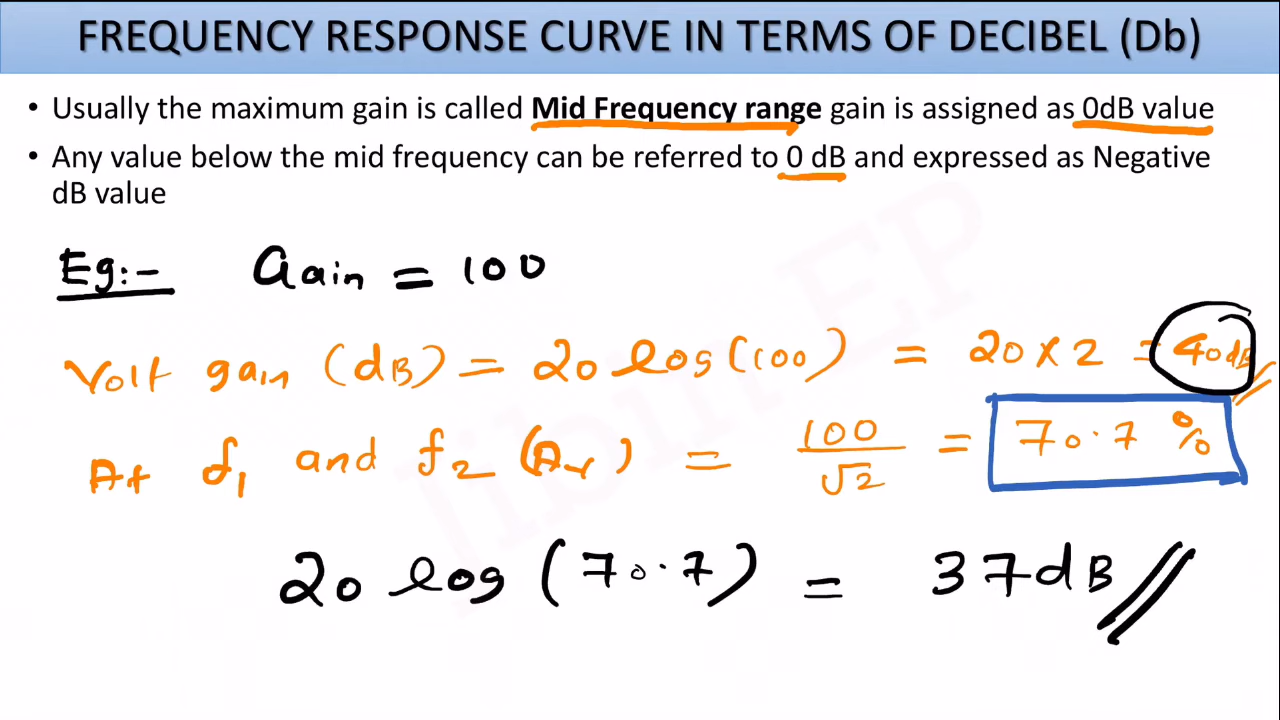 FREQUENCY RESPONSE CURVE IN TERMS OF DECIBEL (Db)
• Usually the maximum gain is called Mid Frequency range gain is assigned as 0dB value
• Any value below the mid frequency can be referred to 0 dB and expressed as Negative
dB value
Eg:- Gain = 100
Volt gain (dB) = 20 log(100) = 20 x 2 = 40dB
At f1 and f2 (Av) = 100/√2 = 70.7 %
20 log (70.7) = 37dB